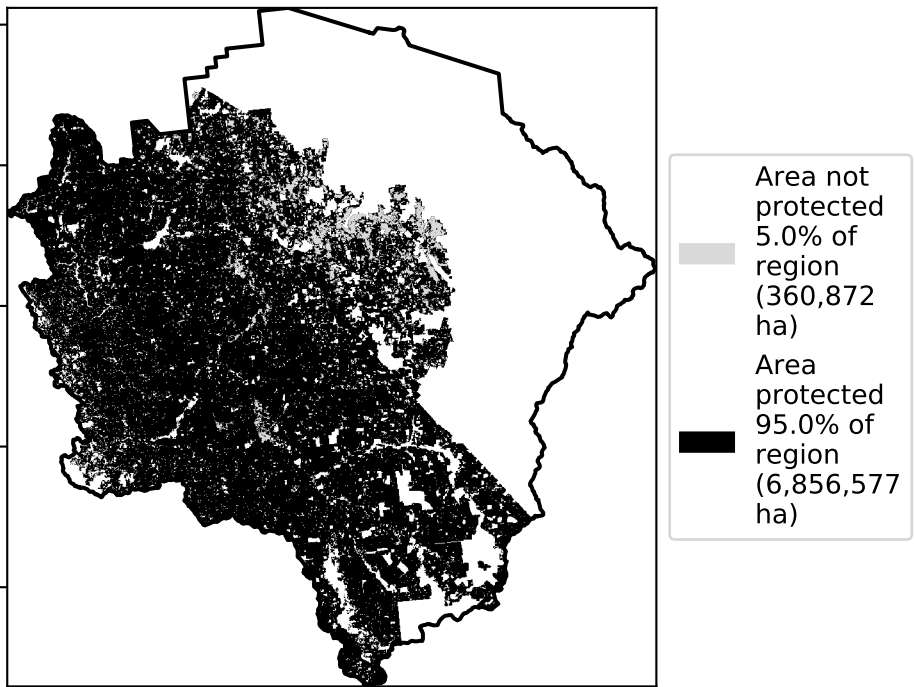 Area not
protected
5.0% of
region
(360,872
ha)
Area
protected
95.0% of
region
(6,856,577
ha)